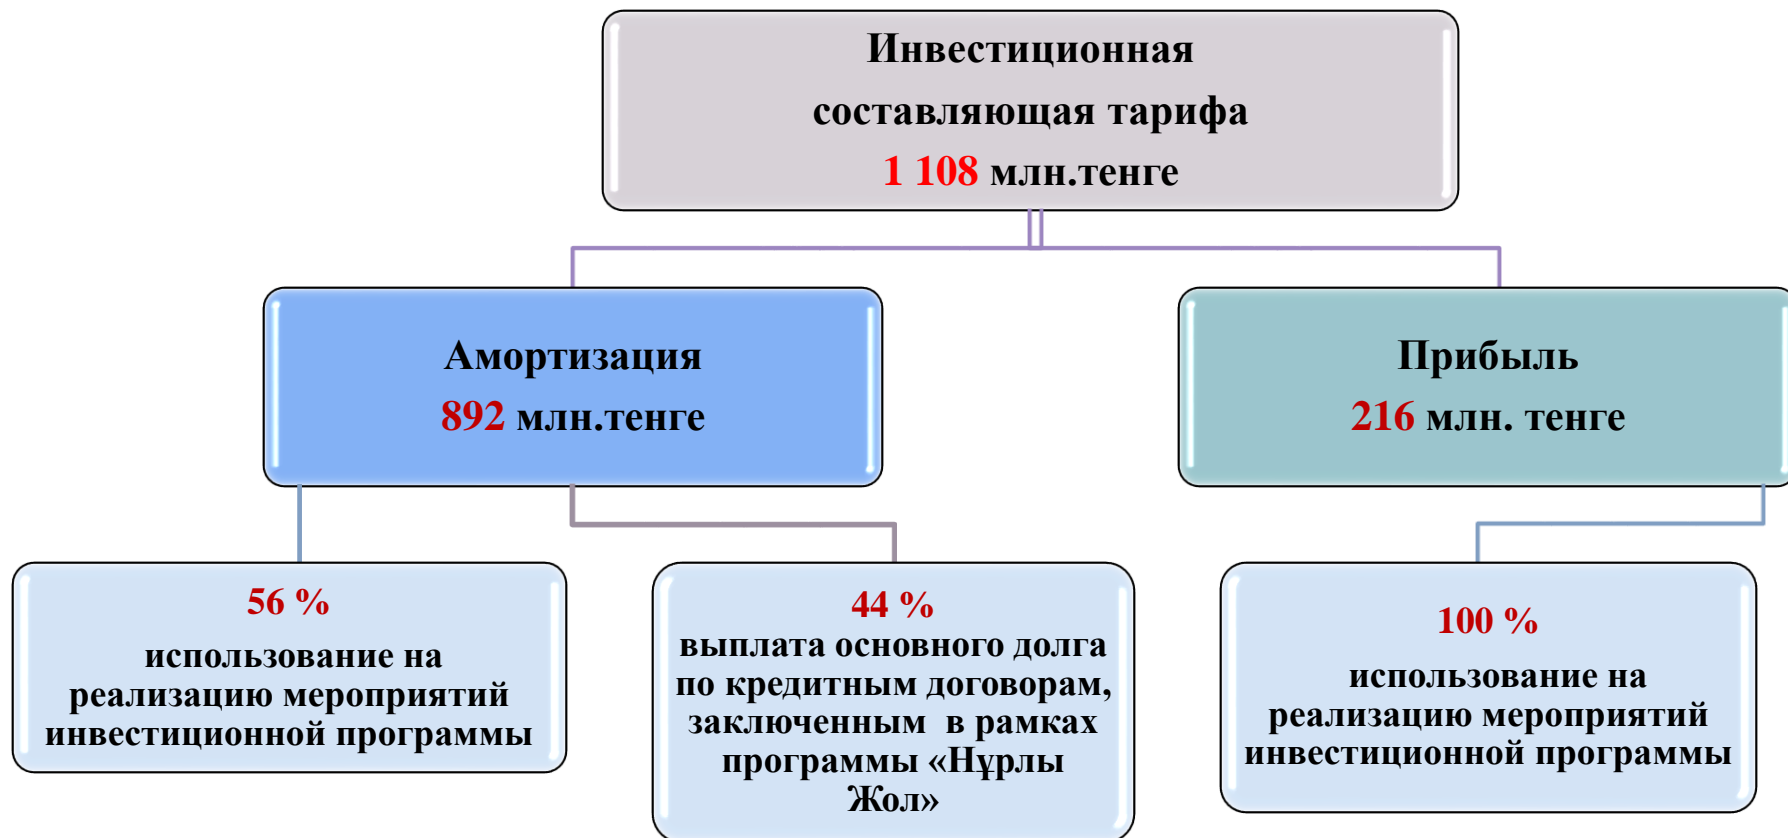 Инвестиционная
составляющая тарифа
1 108 млн.тенге
Амортизация
892 млн.тенге
Прибыль
216 млн. тенге
56 %
использование на
реализацию мероприятий
инвестиционной программы
44 %
выплата основного долга
по кредитным договорам,
заключенным в рамках
программы «Нұрлы
Жол»
100 %
использование на
реализацию мероприятий
инвестиционной программы